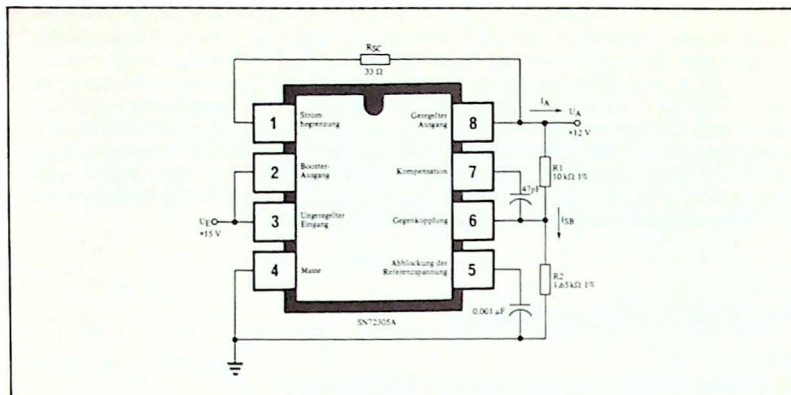 RSC
33 Ω
1
Strom-
begrenzung
Geregelter
Ausgang
8
IA
UA
+12 V
2
Booster-
Ausgang
Kompensation
7
47pF
R1
10 kΩ 1%
UE
+15 V
3
Ungeregelter
Eingang
Gegenkopplung
6
ISB
4
Masse
Abblockung der
Referenzspannung
5
R2
1,65 kΩ 1%
0,001 µF
SN72305A